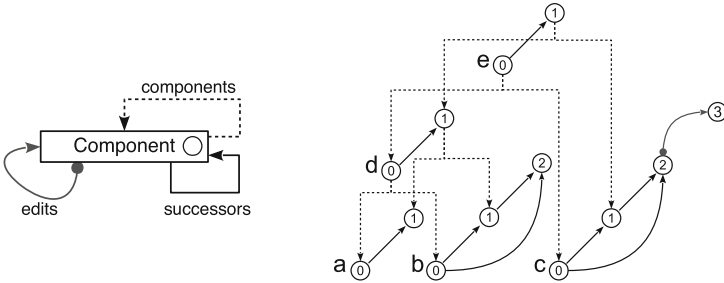 components
Component
edits
successors
1
e 0
1
3
d 0
2
2
1
1
1
a 0
b 0
c 0